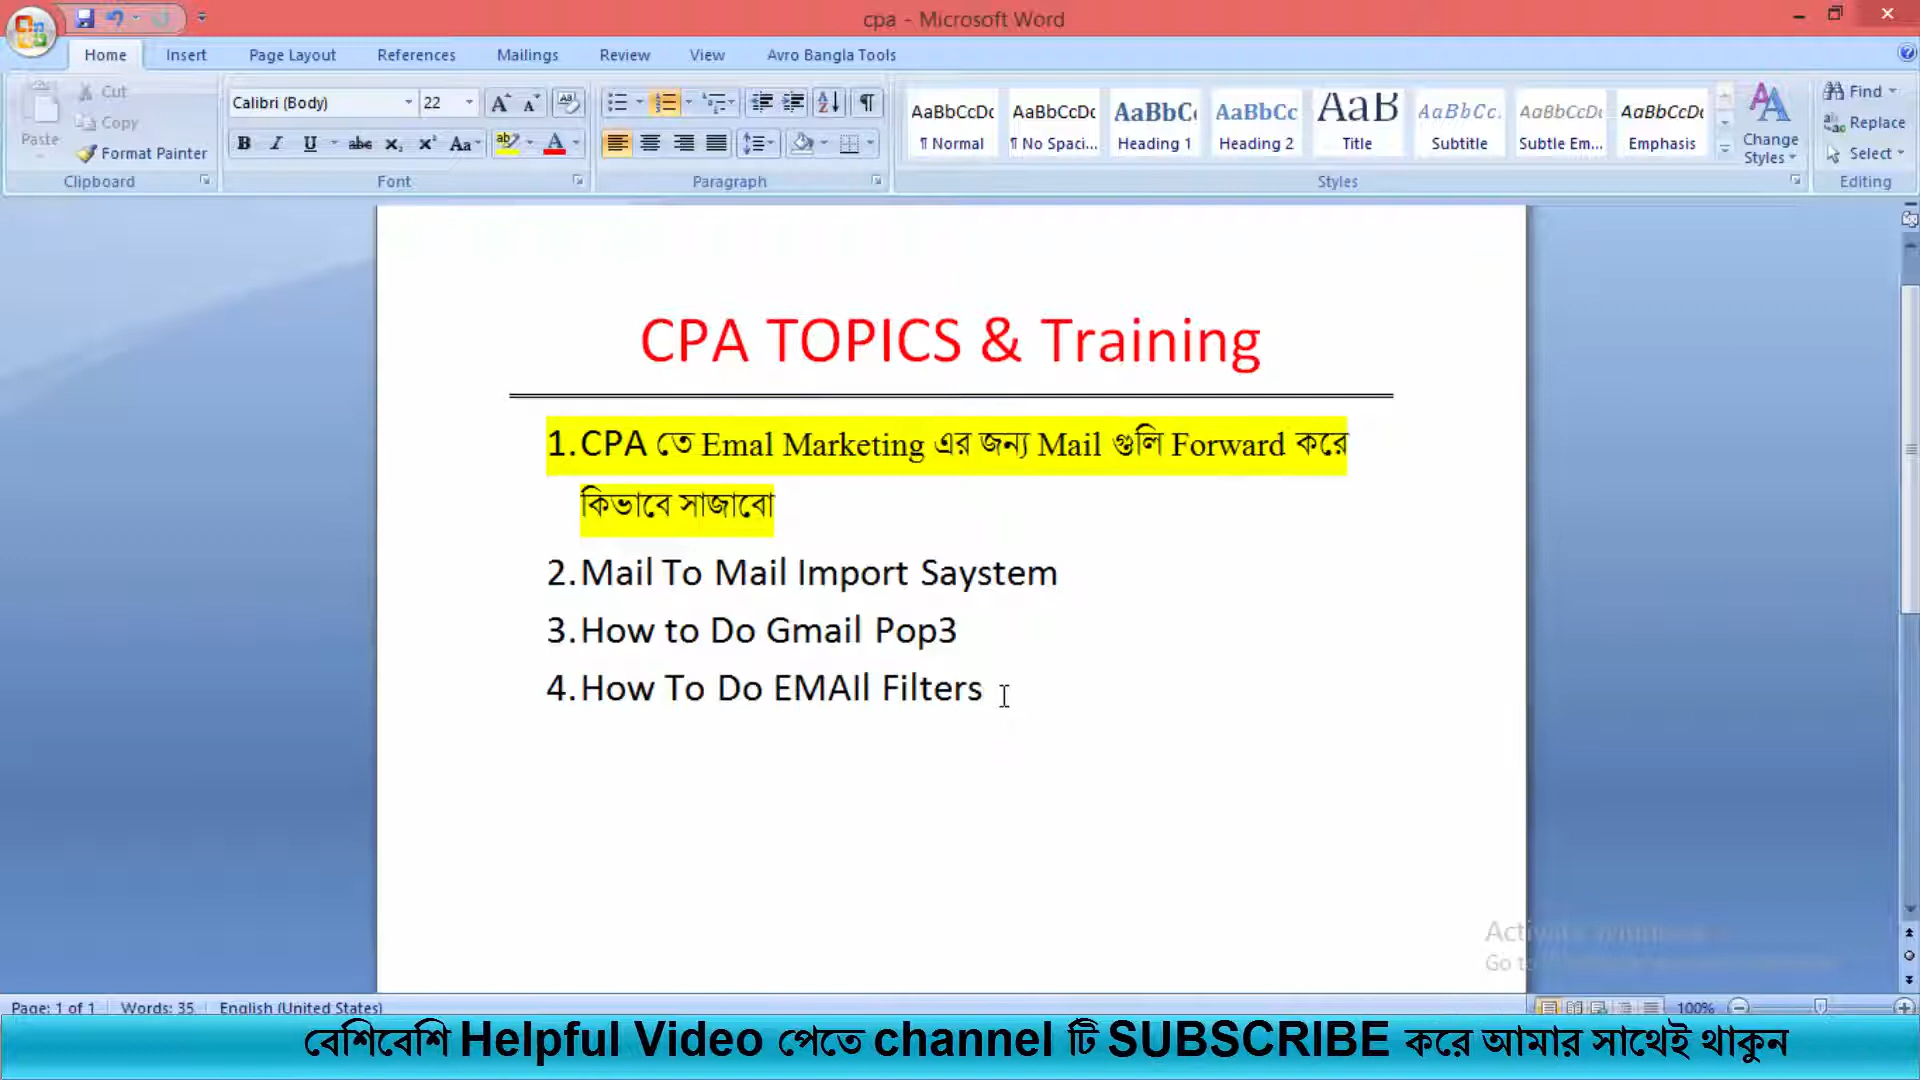 cpa - Microsoft Word
Home Insert Page Layout References Mailings Review View Avro Bangla Tools
Cut
Copy
Paste
Format Painter
Clipboard
Calibri (Body) 22
Font
Paragraph
AaBbCcDc AaBbCcDc AaBbC AaBbCc AaB AaBbCc. AaBbCcDc AaBbCcDc
¶ Normal ¶ No Spaci... Heading 1 Heading 2 Title Subtitle Subtle Em... Emphasis
Styles
Change Styles
Find
Replace
Select
Editing
CPA TOPICS & Training
1. CPA তে Emal Marketing এর জন্য Mail গুলি Forward করে
কিভাবে সাজাবো
2. Mail To Mail Import Saystem
3. How to Do Gmail Pop3
4. How To Do EMAIl Filters
Go to
Page: 1 of 1 Words: 35 English (United States) 100%
বেশিবেশি Helpful Video পেতে channel টি SUBSCRIBE করে আমার সাথেই থাকুন